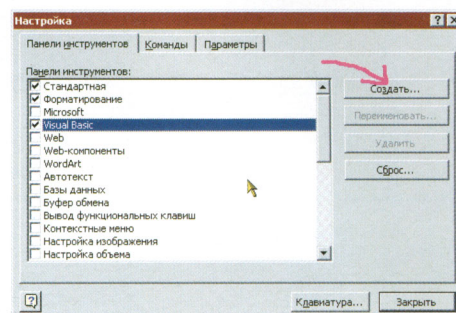 Настройка
Панели инструментов
Команды
Параметры
Панели инструментов:
Стандартная
Форматирование
Microsoft
Visual Basic
Web
Web-компоненты
WordArt
Автотекст
Базы данных
Буфер обмена
Вывод функциональных клавиш
Контекстные меню
Настройка изображения
Настройка объема
Создать...
Переименовать...
Удалить
Сброс...
Клавиатура...
Закрыть